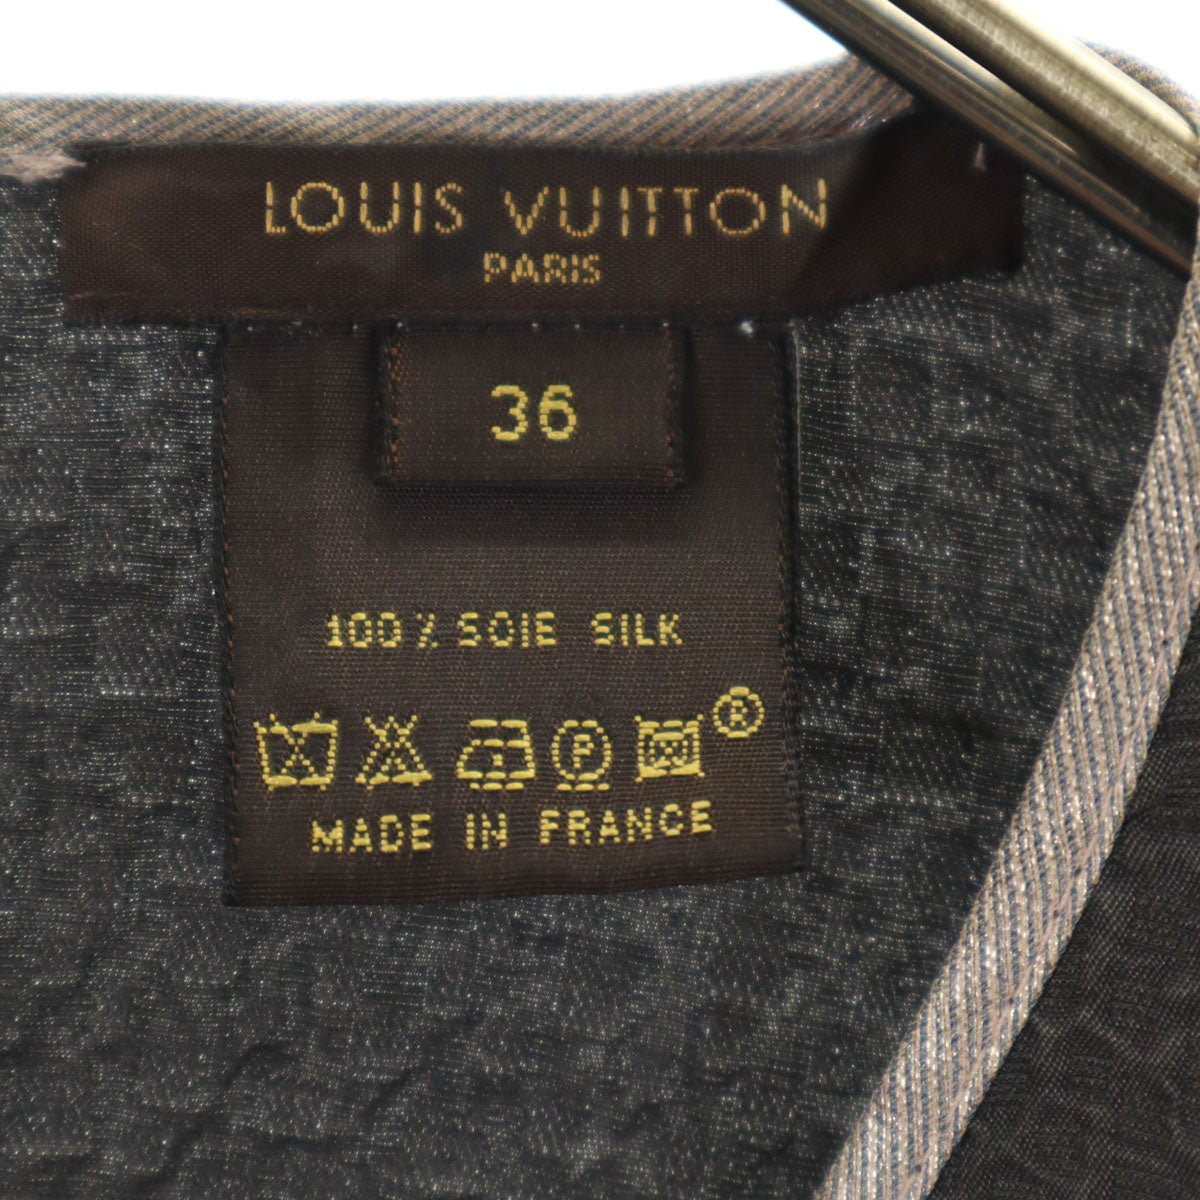 LOUIS VUITTON
PARIS
36
100% SOIE SILK
P ®
MADE IN FRANCE